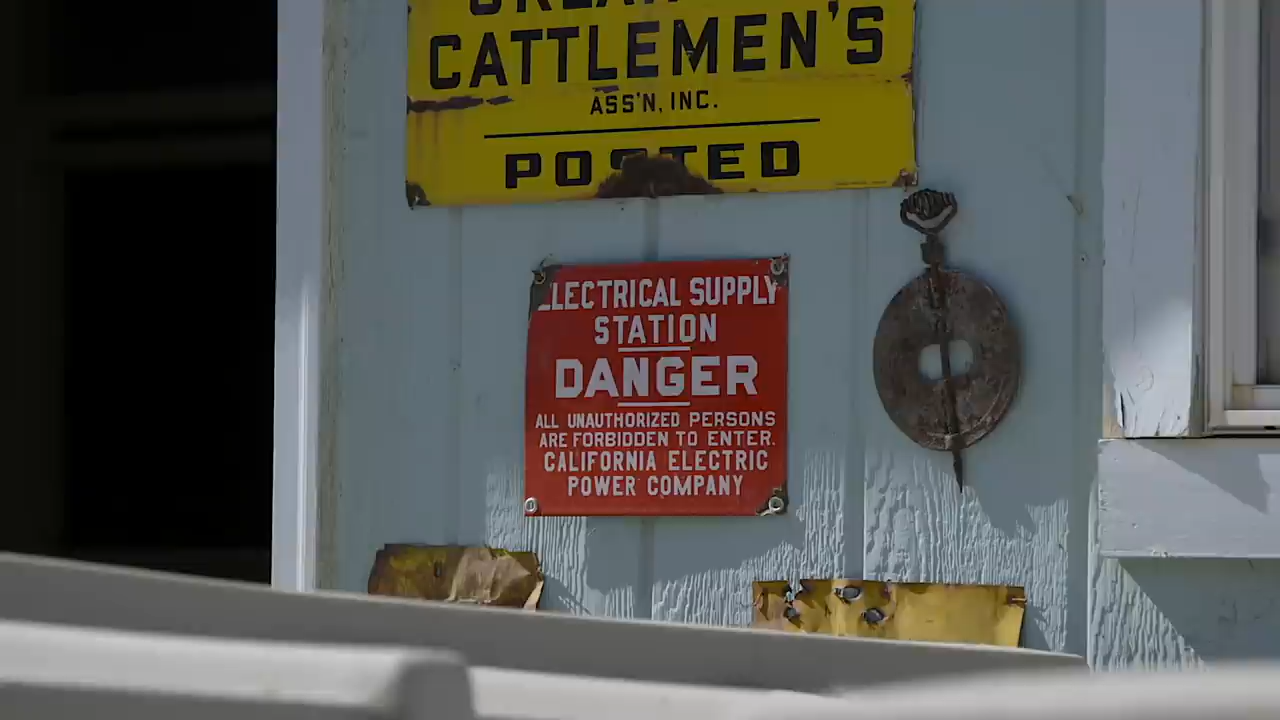 CATTLEMEN'S
ASS'N, INC.
POSTED
ELECTRICAL SUPPLY
STATION
DANGER
ALL UNAUTHORIZED PERSONS
ARE FORBIDDEN TO ENTER.
CALIFORNIA ELECTRIC
POWER COMPANY